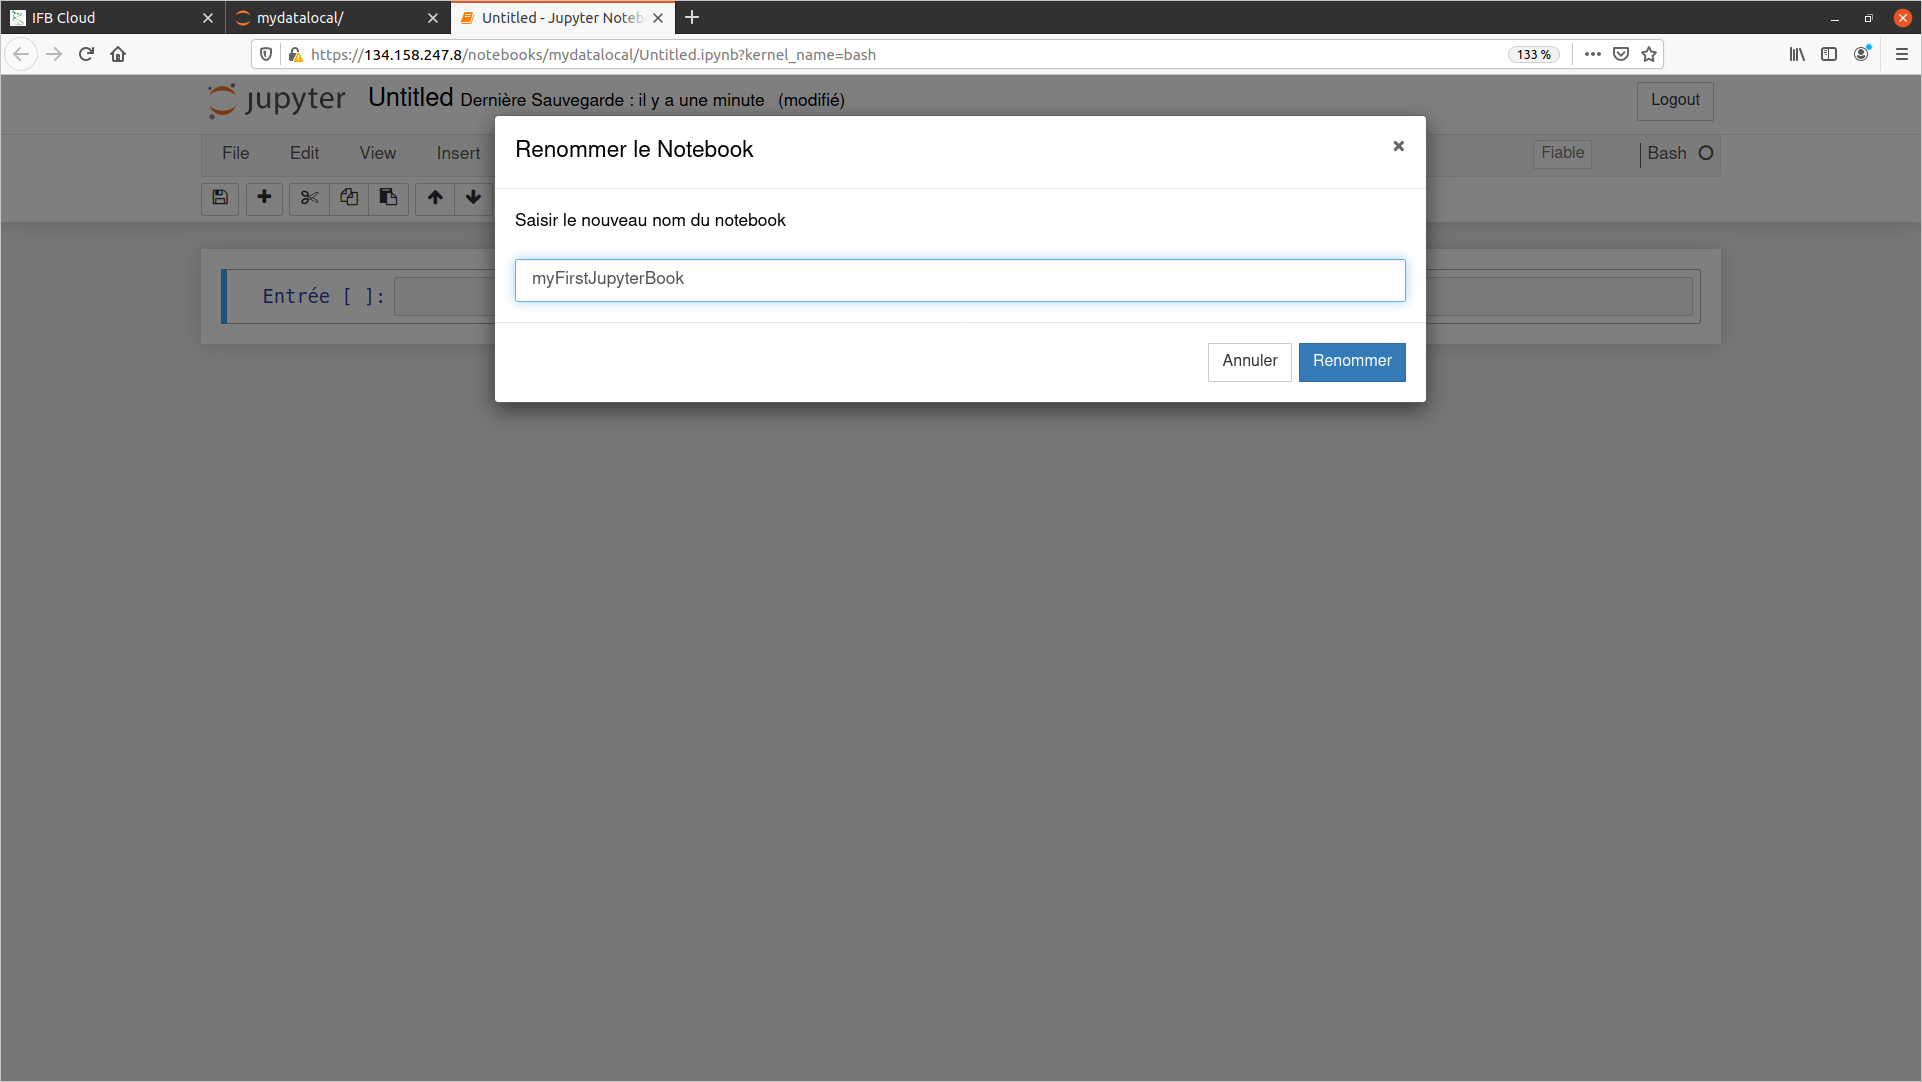 IFB Cloud
mydatalocal/
Untitled - Jupyter Noteb
https://134.158.247.8/notebooks/mydatalocal/Untitled.ipynb?kernel_name=bash
133 %
jupyter Untitled Dernière Sauvegarde : il y a une minute (modifié)
Logout
File Edit View Insert
Fiable
Bash
Renommer le Notebook
Saisir le nouveau nom du notebook
myFirstJupyterBook
Annuler Renommer
Entrée [ ]: